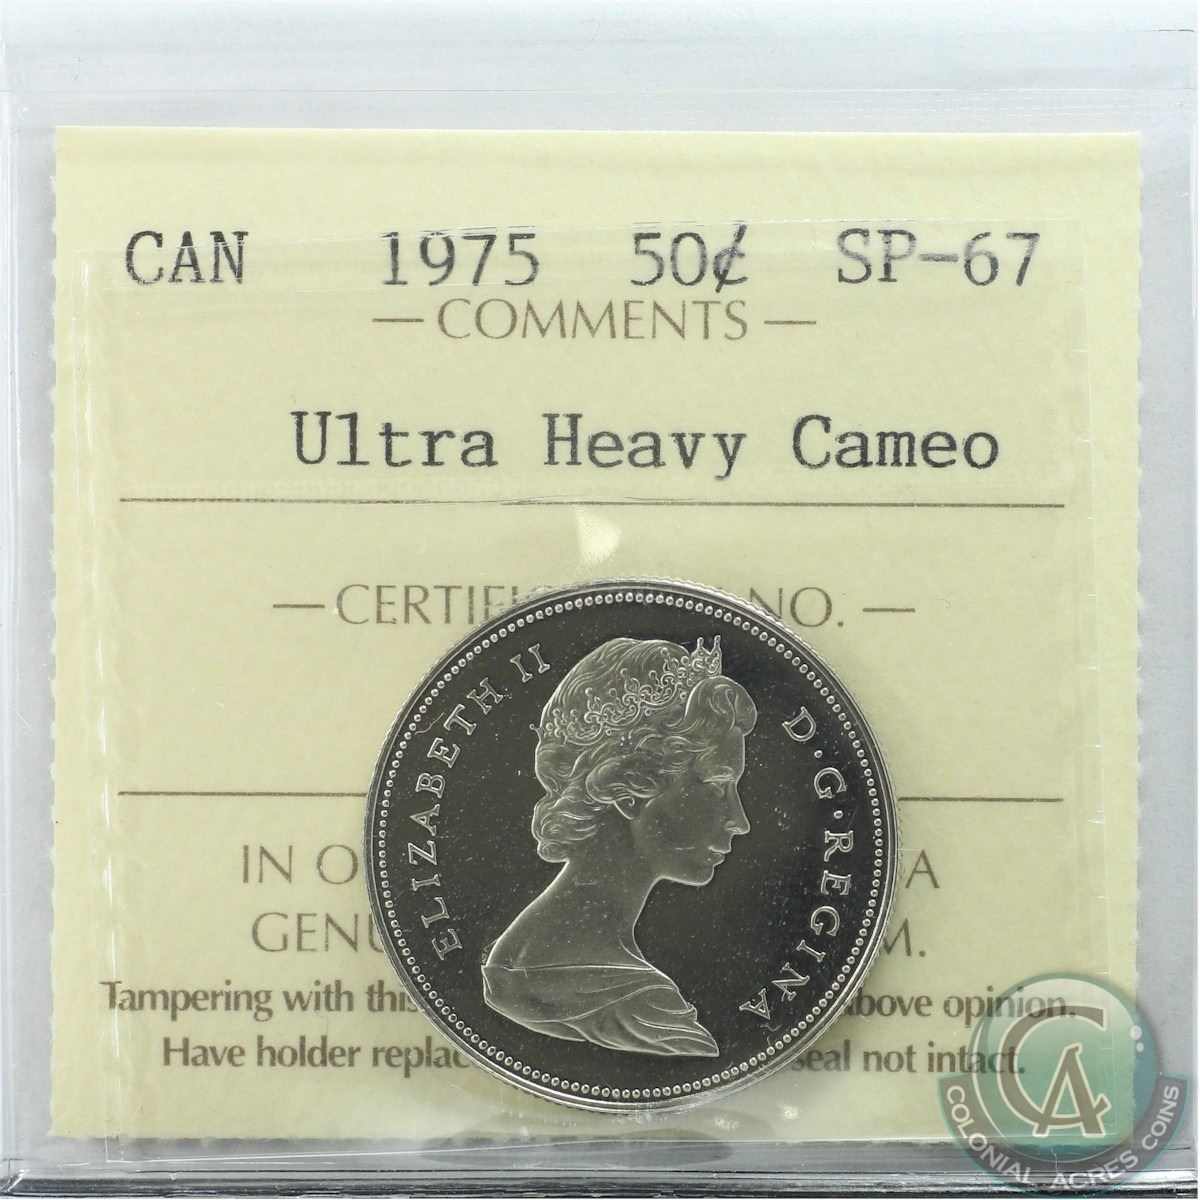 CAN 1975 50¢ SP-67
— COMMENTS —
Ultra Heavy Cameo
— CERTIFI NO. —
ELIZABETH II D·G·REGINA
IN O A
GENU M.
Tampering with this above opinion.
Have holder replac seal not intact.
CA
COLONIAL ACRES COINS